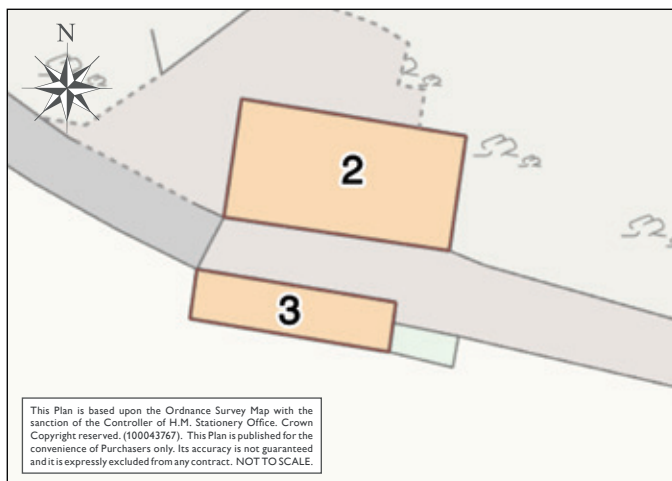 N
2
3
This Plan is based upon the Ordnance Survey Map with the
sanction of the Controller of H.M. Stationery Office. Crown
Copyright reserved. (100043767). This Plan is published for the
convenience of Purchasers only. Its accuracy is not guaranteed
and it is expressly excluded from any contract. NOT TO SCALE.